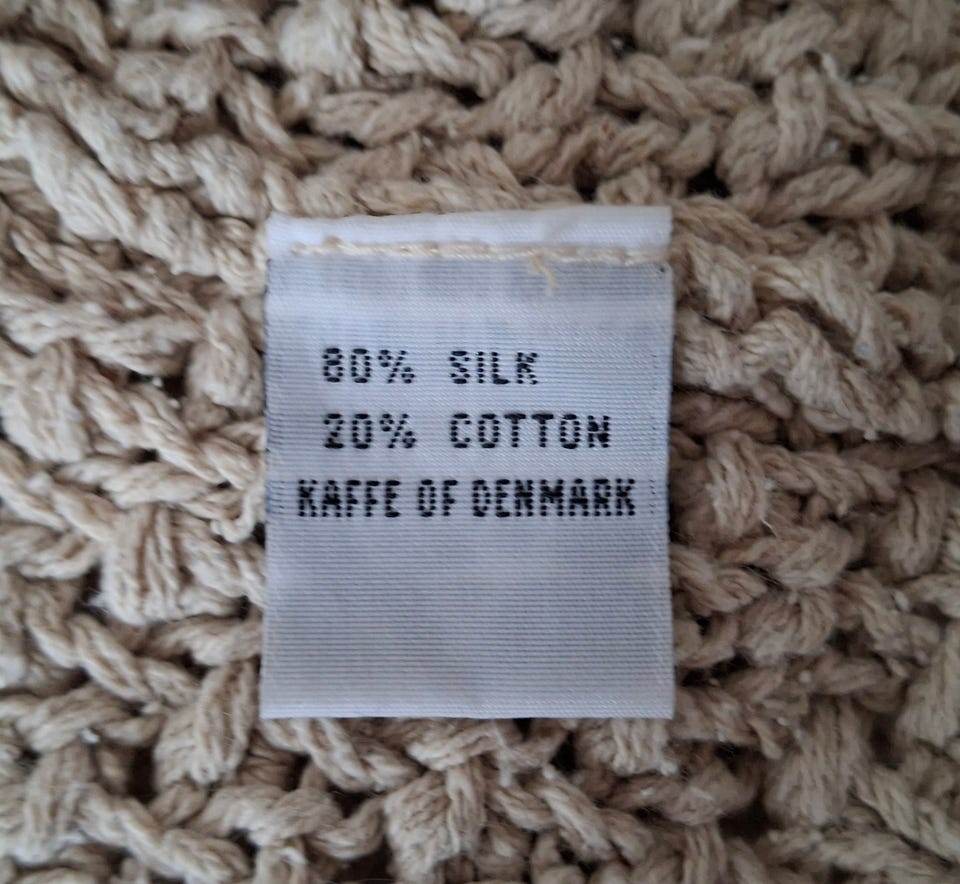 80% SILK
20% COTTON
KAFFE OF DENMARK